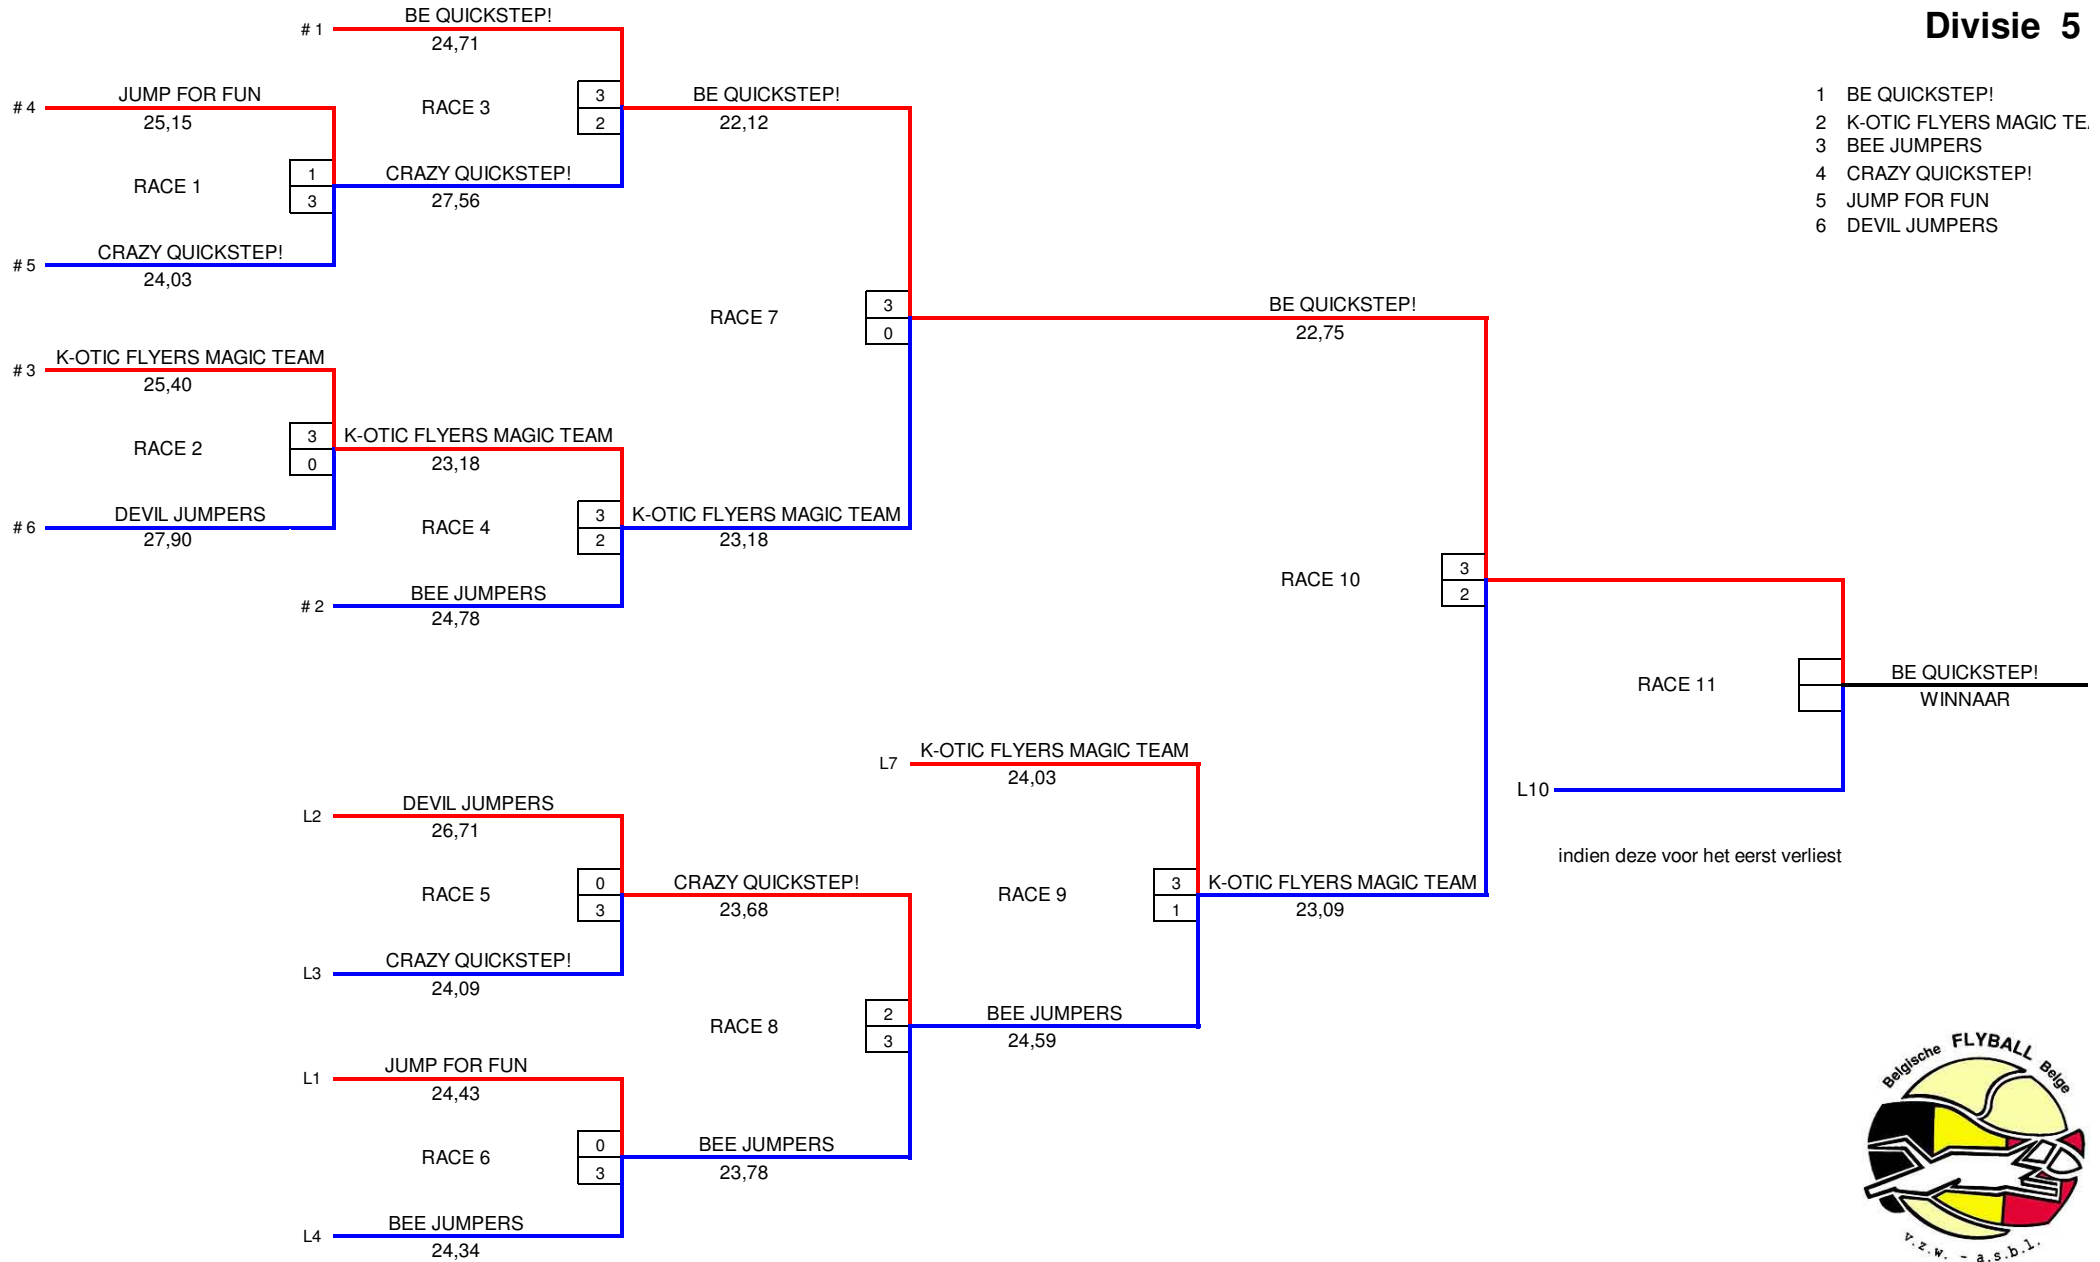 Divisie 5
BE QUICKSTEP!
# 1
24,71
JUMP FOR FUN
# 4
25,15
RACE 3
3
2
BE QUICKSTEP!
22,12
1 BE QUICKSTEP!
2 K-OTIC FLYERS MAGIC TEA
3 BEE JUMPERS
4 CRAZY QUICKSTEP!
5 JUMP FOR FUN
6 DEVIL JUMPERS
RACE 1
1
3
CRAZY QUICKSTEP!
27,56
CRAZY QUICKSTEP!
# 5
24,03
RACE 7
3
0
BE QUICKSTEP!
22,75
K-OTIC FLYERS MAGIC TEAM
# 3
25,40
RACE 2
3
0
K-OTIC FLYERS MAGIC TEAM
23,18
DEVIL JUMPERS
# 6
27,90
RACE 4
3
2
K-OTIC FLYERS MAGIC TEAM
23,18
BEE JUMPERS
# 2
24,78
RACE 10
3
2
RACE 11
BE QUICKSTEP!
WINNAAR
K-OTIC FLYERS MAGIC TEAM
L7
24,03
L10
indien deze voor het eerst verliest
DEVIL JUMPERS
L2
26,71
RACE 5
0
3
CRAZY QUICKSTEP!
23,68
RACE 9
3
1
K-OTIC FLYERS MAGIC TEAM
23,09
CRAZY QUICKSTEP!
L3
24,09
RACE 8
2
3
BEE JUMPERS
24,59
JUMP FOR FUN
L1
24,43
RACE 6
0
3
BEE JUMPERS
23,78
BEE JUMPERS
L4
24,34
Belgische FLYBALL Belge
v.z.w. - a.s.b.l.